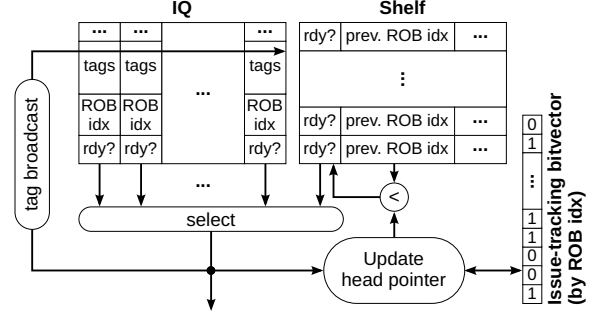 IQ
Shelf
... ... ... rdy? prev. ROB idx ...
tags tags ... tags
...
ROB idx ROB idx ROB idx
rdy? prev. ROB idx ...
rdy? rdy? rdy? rdy? prev. ROB idx ...
tag broadcast
...
<
select
Update
head pointer
0
1
...
1
1
0
0
1
Issue-tracking bitvector
(by ROB idx)